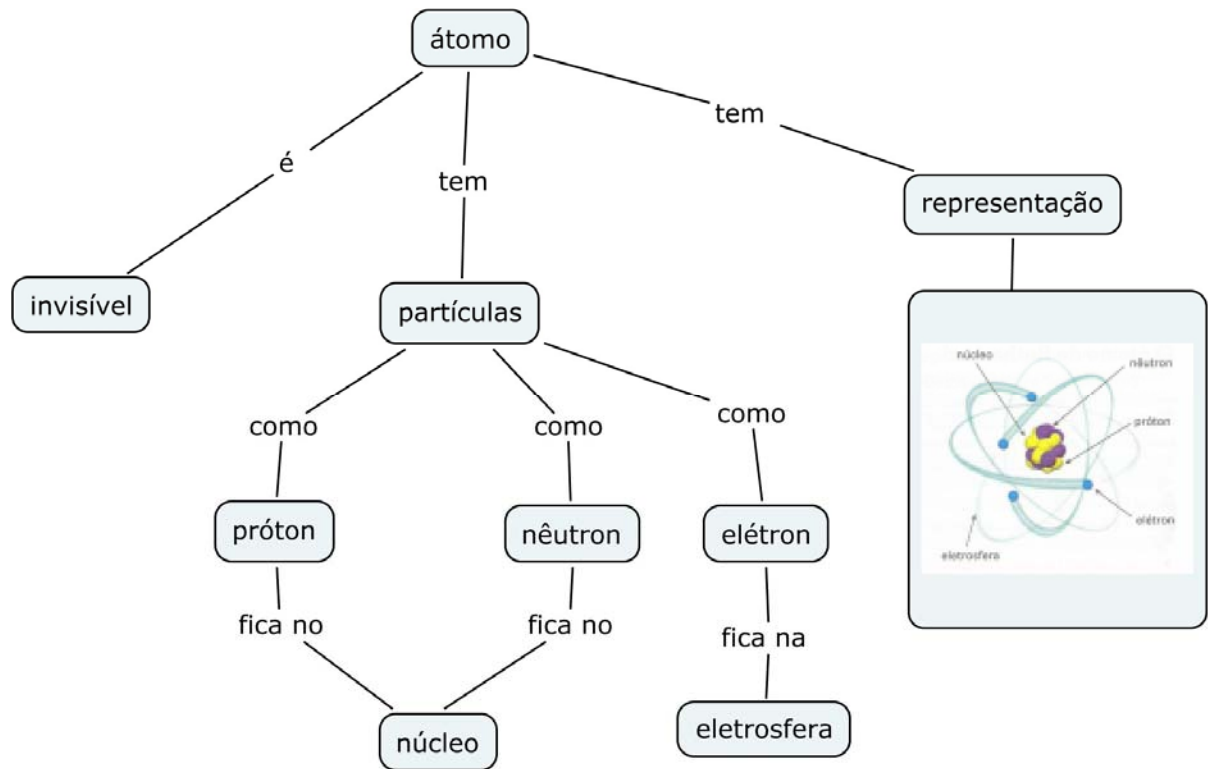 átomo
tem
é
tem
representação
invisível
partículas
núcleo
nêutron
como
como
como
próton
próton
nêutron
elétron
elétron
eletrosfera
fica no
fica no
fica na
núcleo
eletrosfera